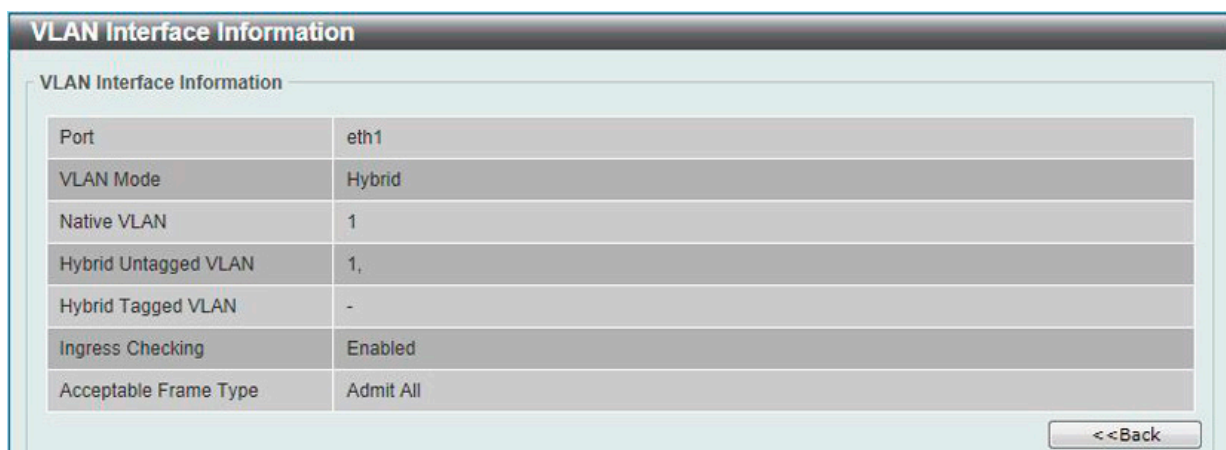 VLAN Interface Information
VLAN Interface Information
Port eth1
VLAN Mode Hybrid
Native VLAN 1
Hybrid Untagged VLAN 1,
Hybrid Tagged VLAN -
Ingress Checking Enabled
Acceptable Frame Type Admit All
<<Back